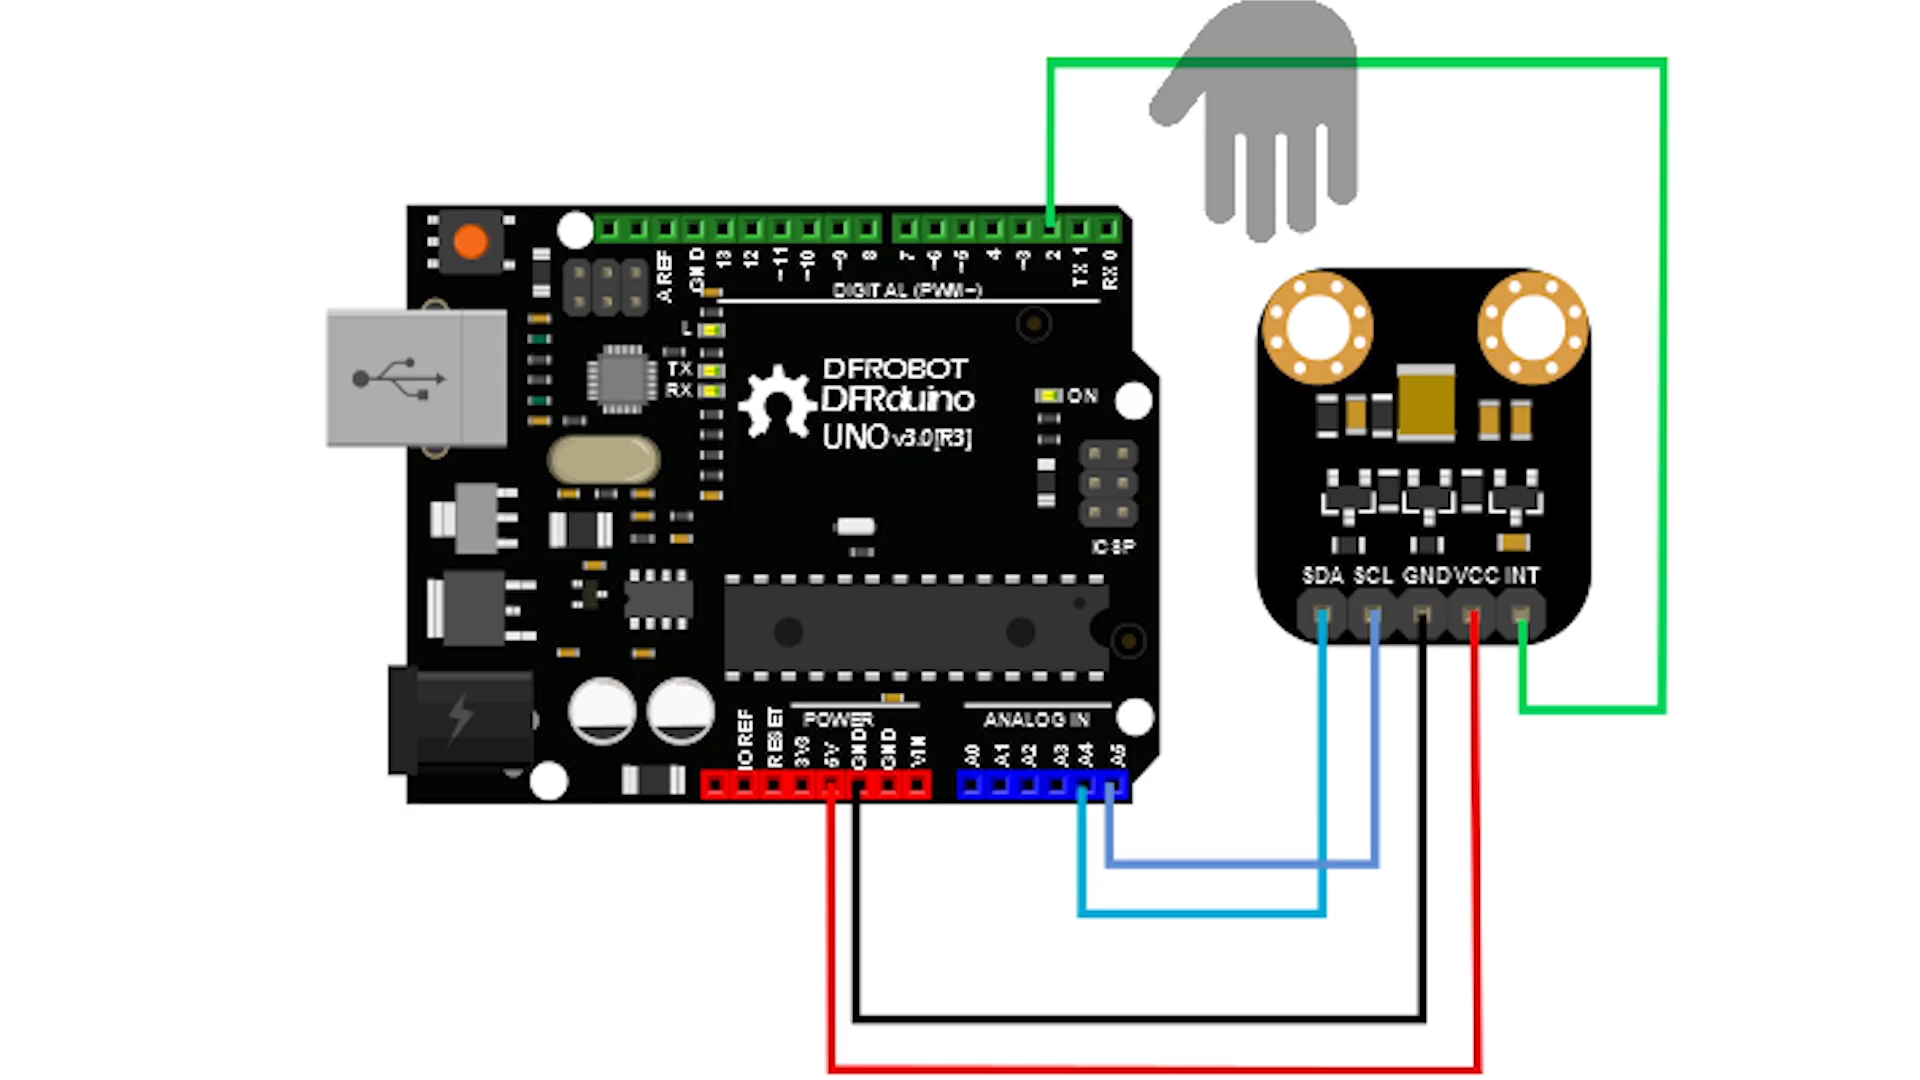 AREF GND 13 12 ~11 ~10 ~9 8 7 ~6 ~5 4 ~3 2 TX 1 RX 0
DIGITAL (PWM~)
L
TX
RX
DFROBOT
DFRduino
UNO v3.0[R3]
ON
ICSP
POWER
ANALOG IN
IOREF RESET 3V3 5V GND GND VIN A0 A1 A2 A3 A4 A5
SDA SCL GND VCC INT